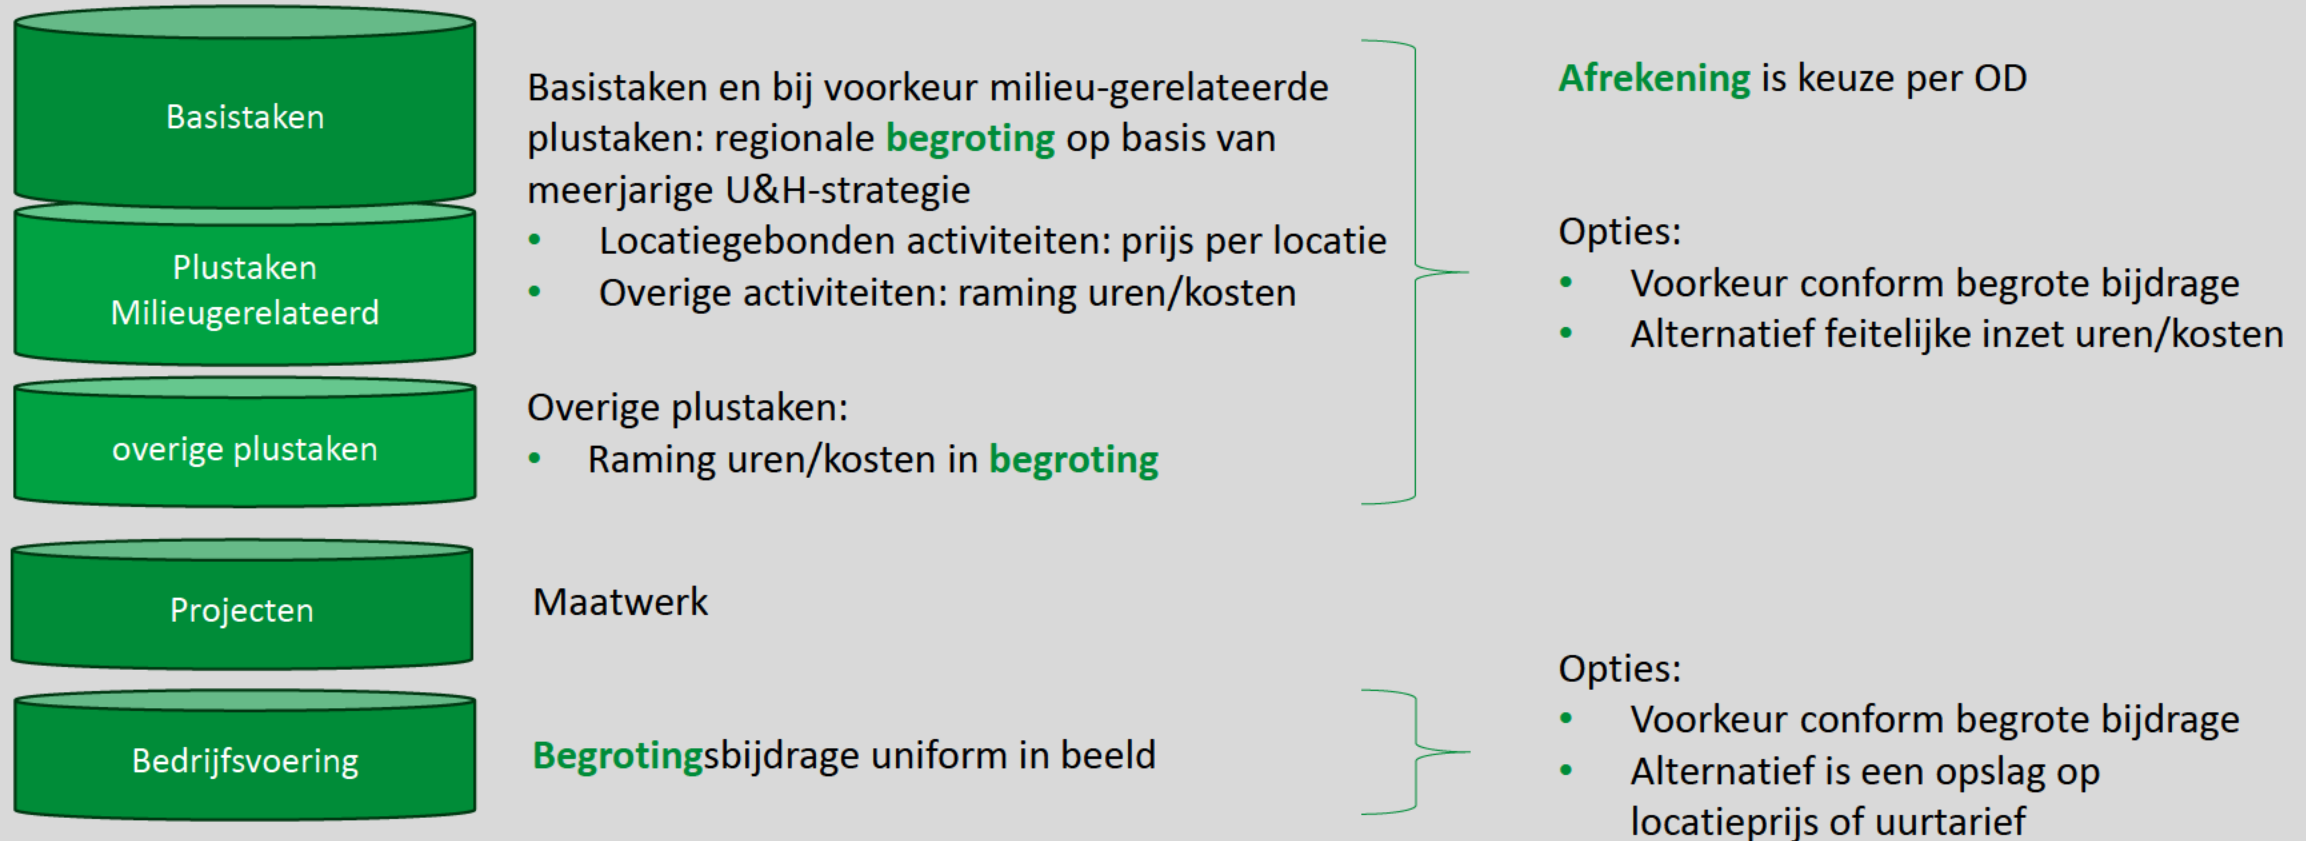 Basistaken
Plustaken
Milieugerelateerd
overige plustaken
Projecten
Bedrijfsvoering
Basistaken en bij voorkeur milieu-gerelateerde
plustaken: regionale begroting op basis van
meerjarige U&H-strategie
• Locatiegebonden activiteiten: prijs per locatie
• Overige activiteiten: raming uren/kosten
Overige plustaken:
• Raming uren/kosten in begroting
Maatwerk
Begrotingsbijdrage uniform in beeld
Afrekening is keuze per OD
Opties:
• Voorkeur conform begrote bijdrage
• Alternatief feitelijke inzet uren/kosten
Opties:
• Voorkeur conform begrote bijdrage
• Alternatief is een opslag op
locatieprijs of uurtarief